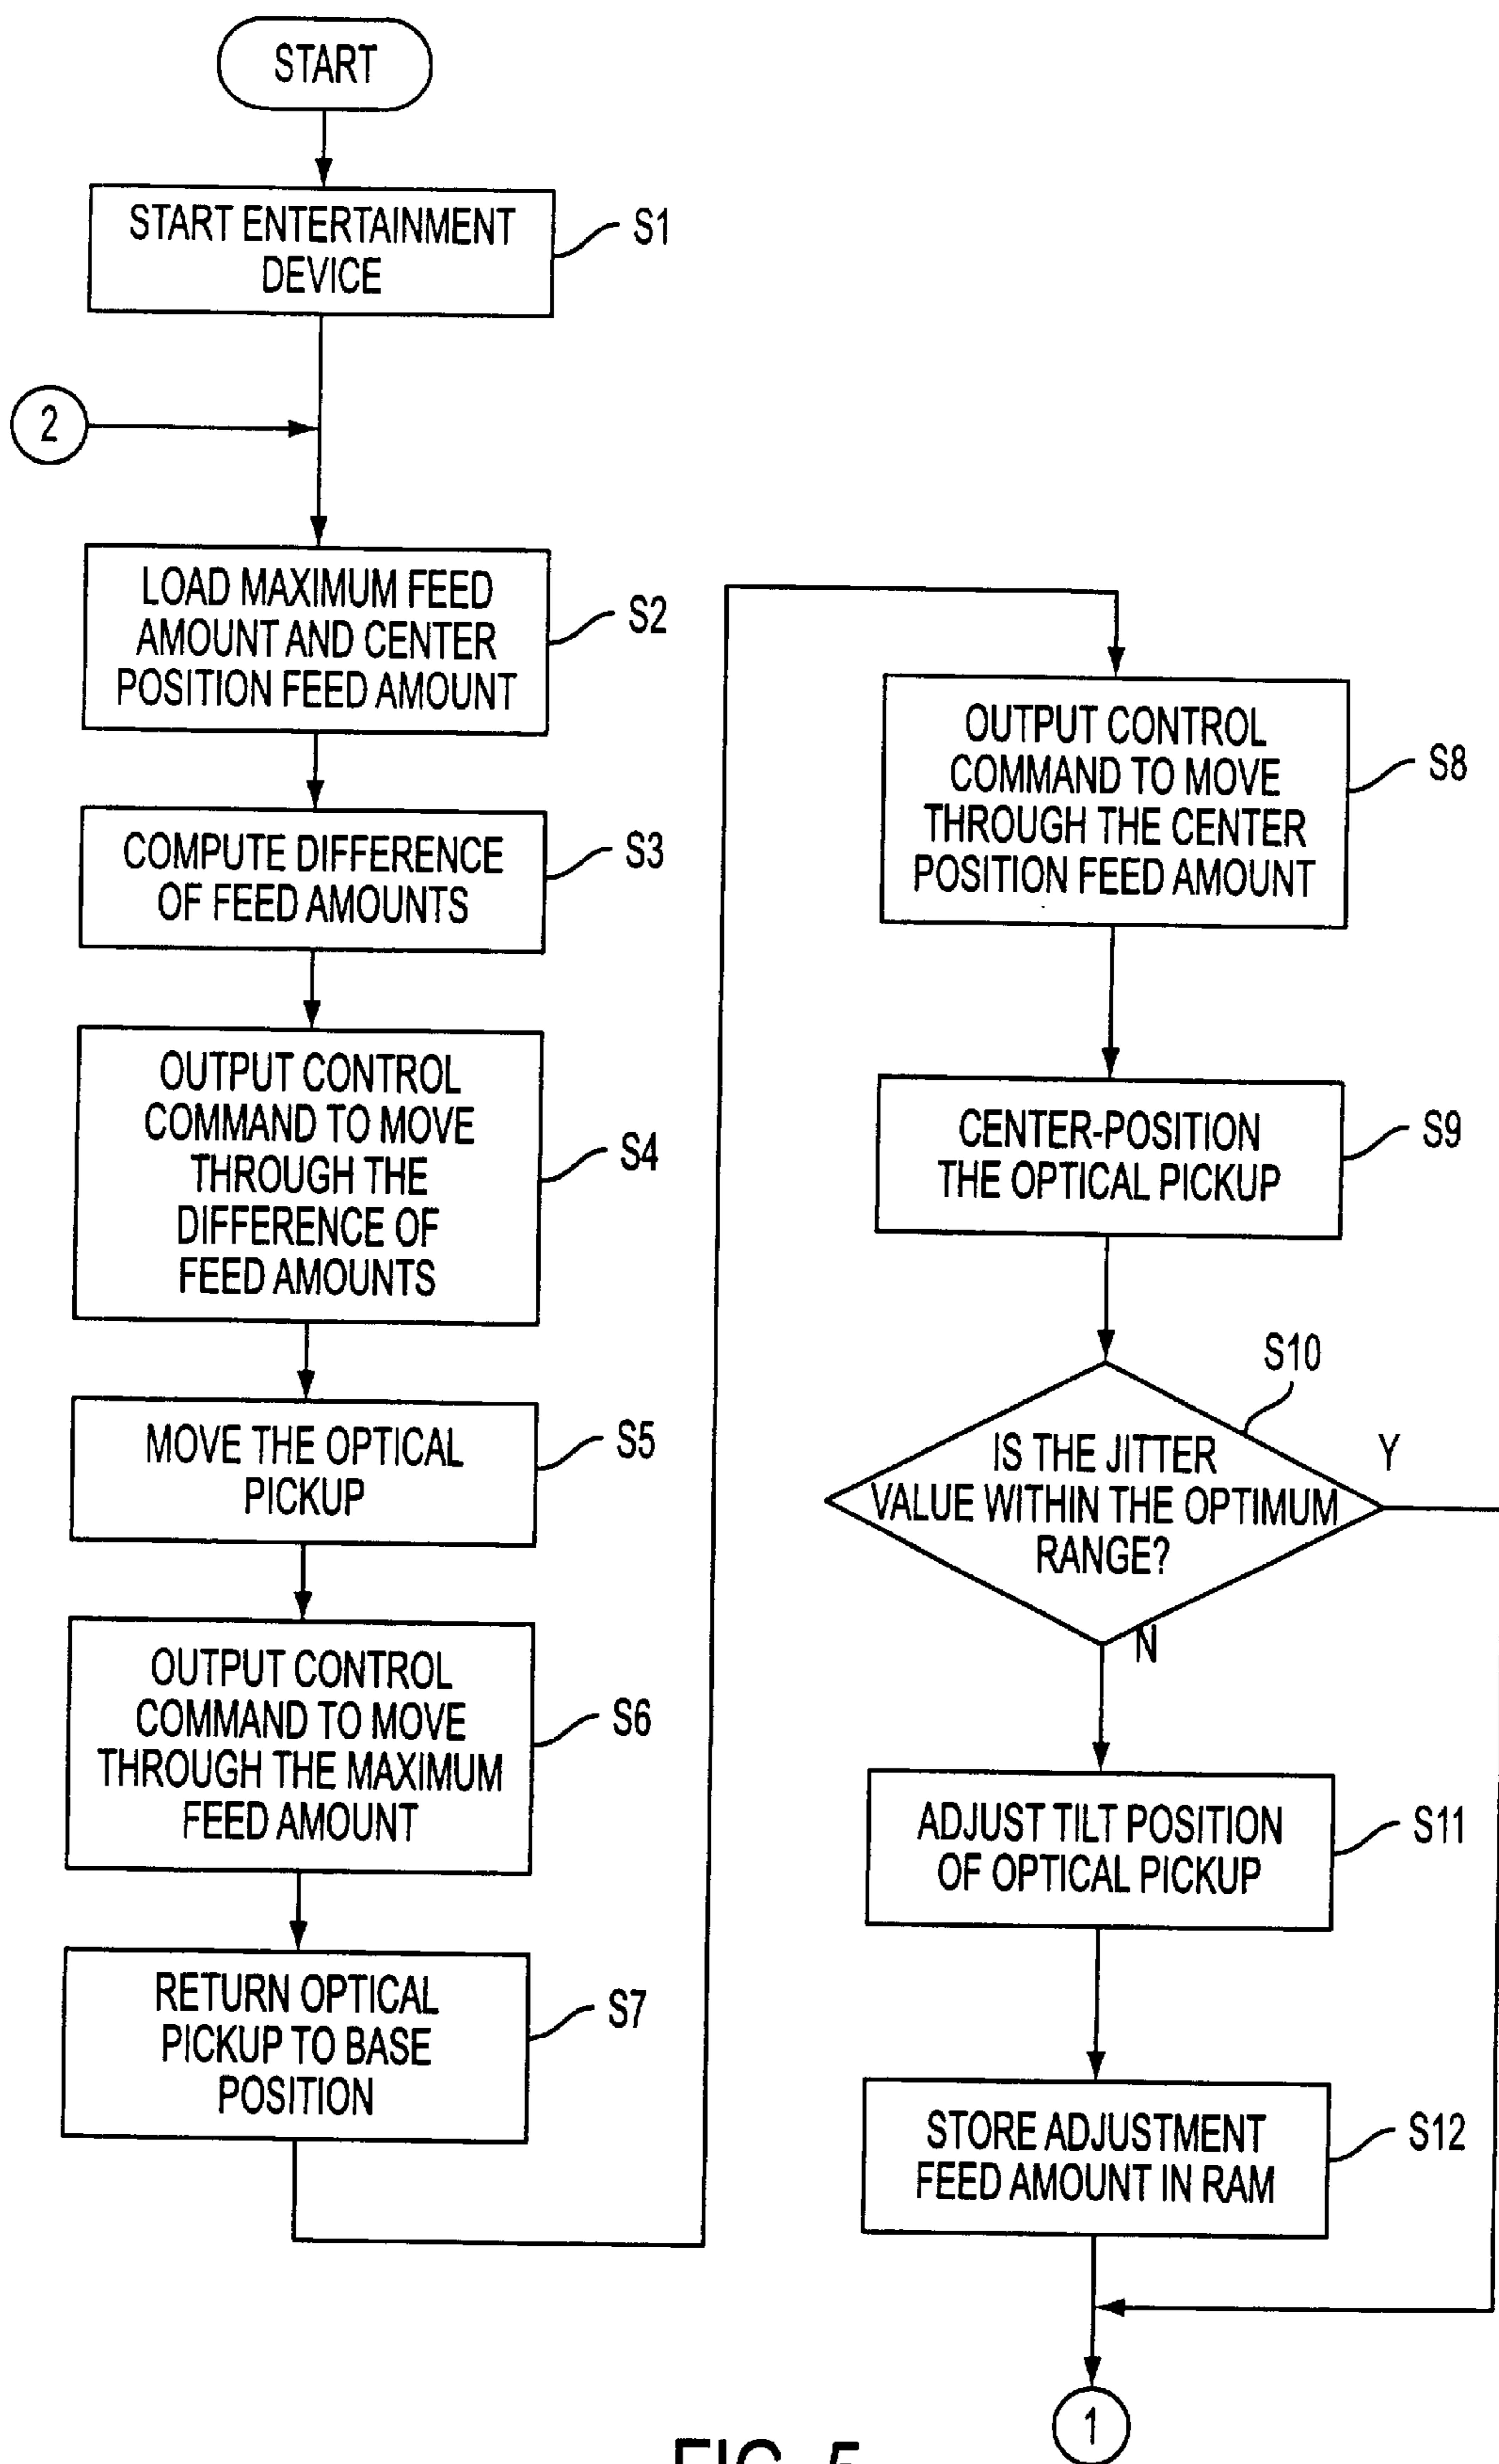 START
START ENTERTAINMENT
DEVICE
S1
2
LOAD MAXIMUM FEED
AMOUNT AND CENTER
POSITION FEED AMOUNT
S2
COMPUTE DIFFERENCE
OF FEED AMOUNTS
S3
OUTPUT CONTROL
COMMAND TO MOVE
THROUGH THE
DIFFERENCE OF
FEED AMOUNTS
S4
MOVE THE OPTICAL
PICKUP
S5
OUTPUT CONTROL
COMMAND TO MOVE
THROUGH THE MAXIMUM
FEED AMOUNT
S6
RETURN OPTICAL
PICKUP TO BASE
POSITION
S7
OUTPUT CONTROL
COMMAND TO MOVE
THROUGH THE CENTER
POSITION FEED AMOUNT
S8
CENTER-POSITION
THE OPTICAL PICKUP
S9
S10
IS THE JITTER
VALUE WITHIN THE OPTIMUM
RANGE?
Y
N
ADJUST TILT POSITION
OF OPTICAL PICKUP
S11
STORE ADJUSTMENT
FEED AMOUNT IN RAM
S12
1
FIG. 5